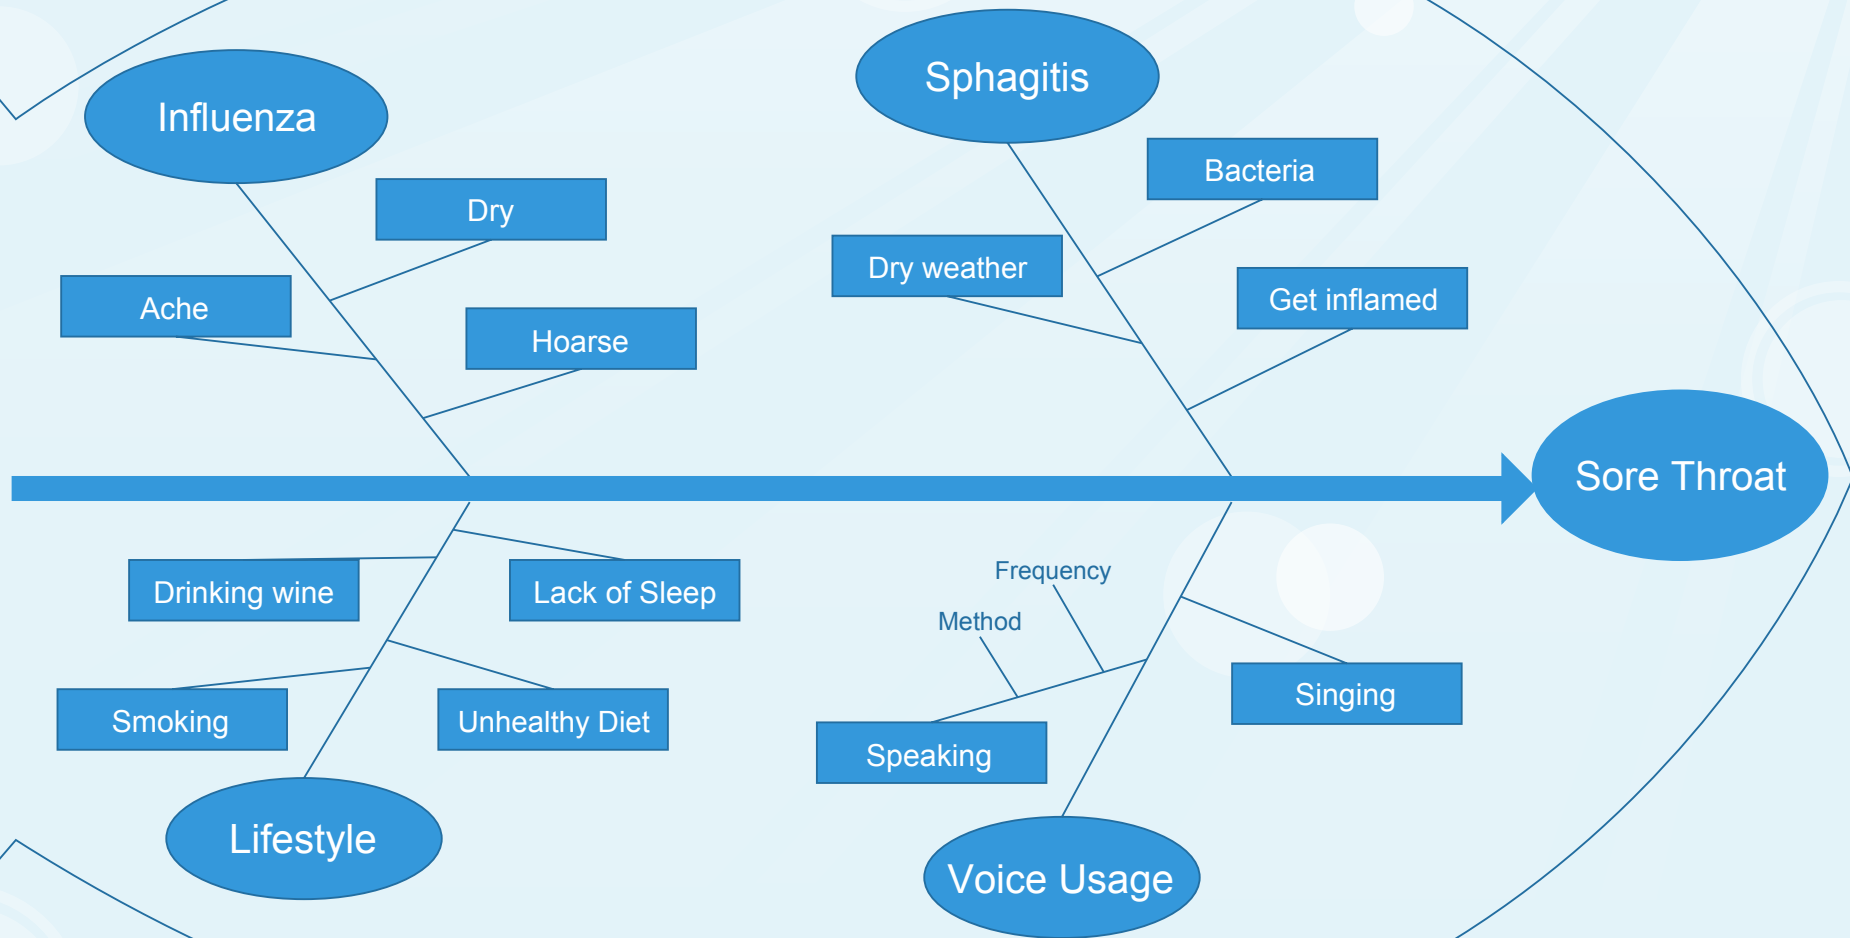 Influenza
Sphagitis
Bacteria
Dry
Dry weather
Ache
Get inflamed
Hoarse
Sore Throat
Frequency
Drinking wine
Lack of Sleep
Method
Singing
Smoking
Unhealthy Diet
Speaking
Lifestyle
Voice Usage